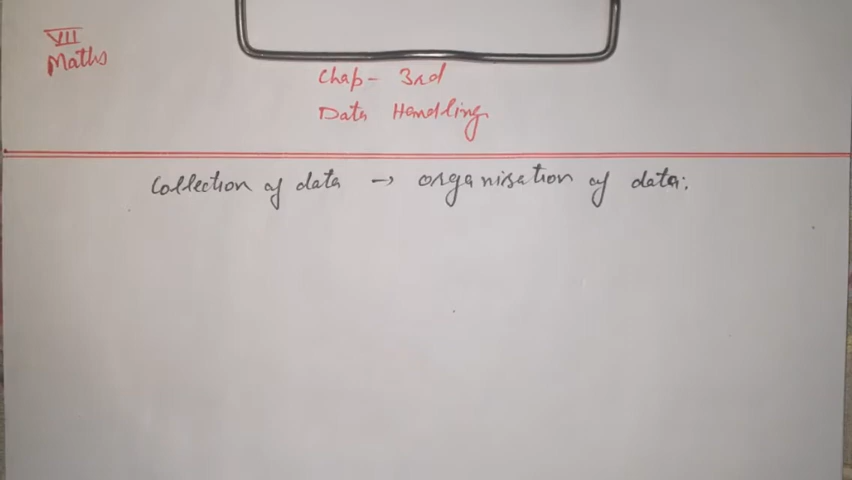 VII
Maths
Chap- 3rd
Data Handling
Collection of data → organisation of data: